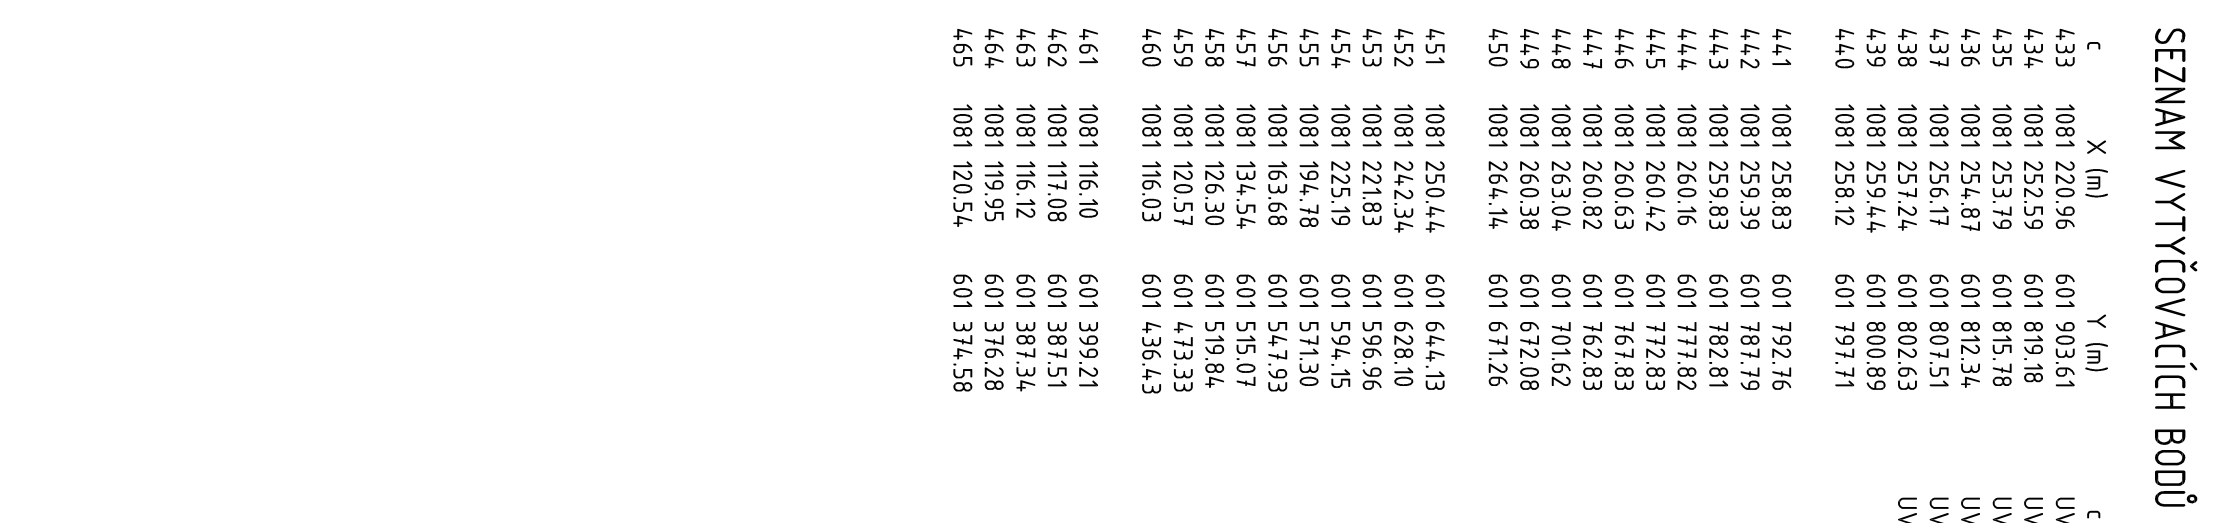 SEZNAM VYTYČOVACÍCH BODŮ
c X (m) Y (m) c
433 1081 220.96 601 903.61 UV
434 1081 252.59 601 819.18 UV
435 1081 253.79 601 815.78 UV
436 1081 254.87 601 812.34 UV
437 1081 256.17 601 807.51 UV
438 1081 257.24 601 802.63 UV
439 1081 259.44 601 800.89
440 1081 258.12 601 797.71
441 1081 258.83 601 792.76
442 1081 259.39 601 787.79
443 1081 259.83 601 782.81
444 1081 260.16 601 777.82
445 1081 260.42 601 772.83
446 1081 260.63 601 767.83
447 1081 260.82 601 762.83
448 1081 263.04 601 701.62
449 1081 260.38 601 672.08
450 1081 264.14 601 671.26
451 1081 250.44 601 644.13
452 1081 242.34 601 628.10
453 1081 221.83 601 596.96
454 1081 225.19 601 594.15
455 1081 194.78 601 571.30
456 1081 163.68 601 547.93
457 1081 134.54 601 515.07
458 1081 126.30 601 519.84
459 1081 120.57 601 473.33
460 1081 116.03 601 436.43
461 1081 116.10 601 399.21
462 1081 117.08 601 387.51
463 1081 116.12 601 387.34
464 1081 119.95 601 376.28
465 1081 120.54 601 374.58